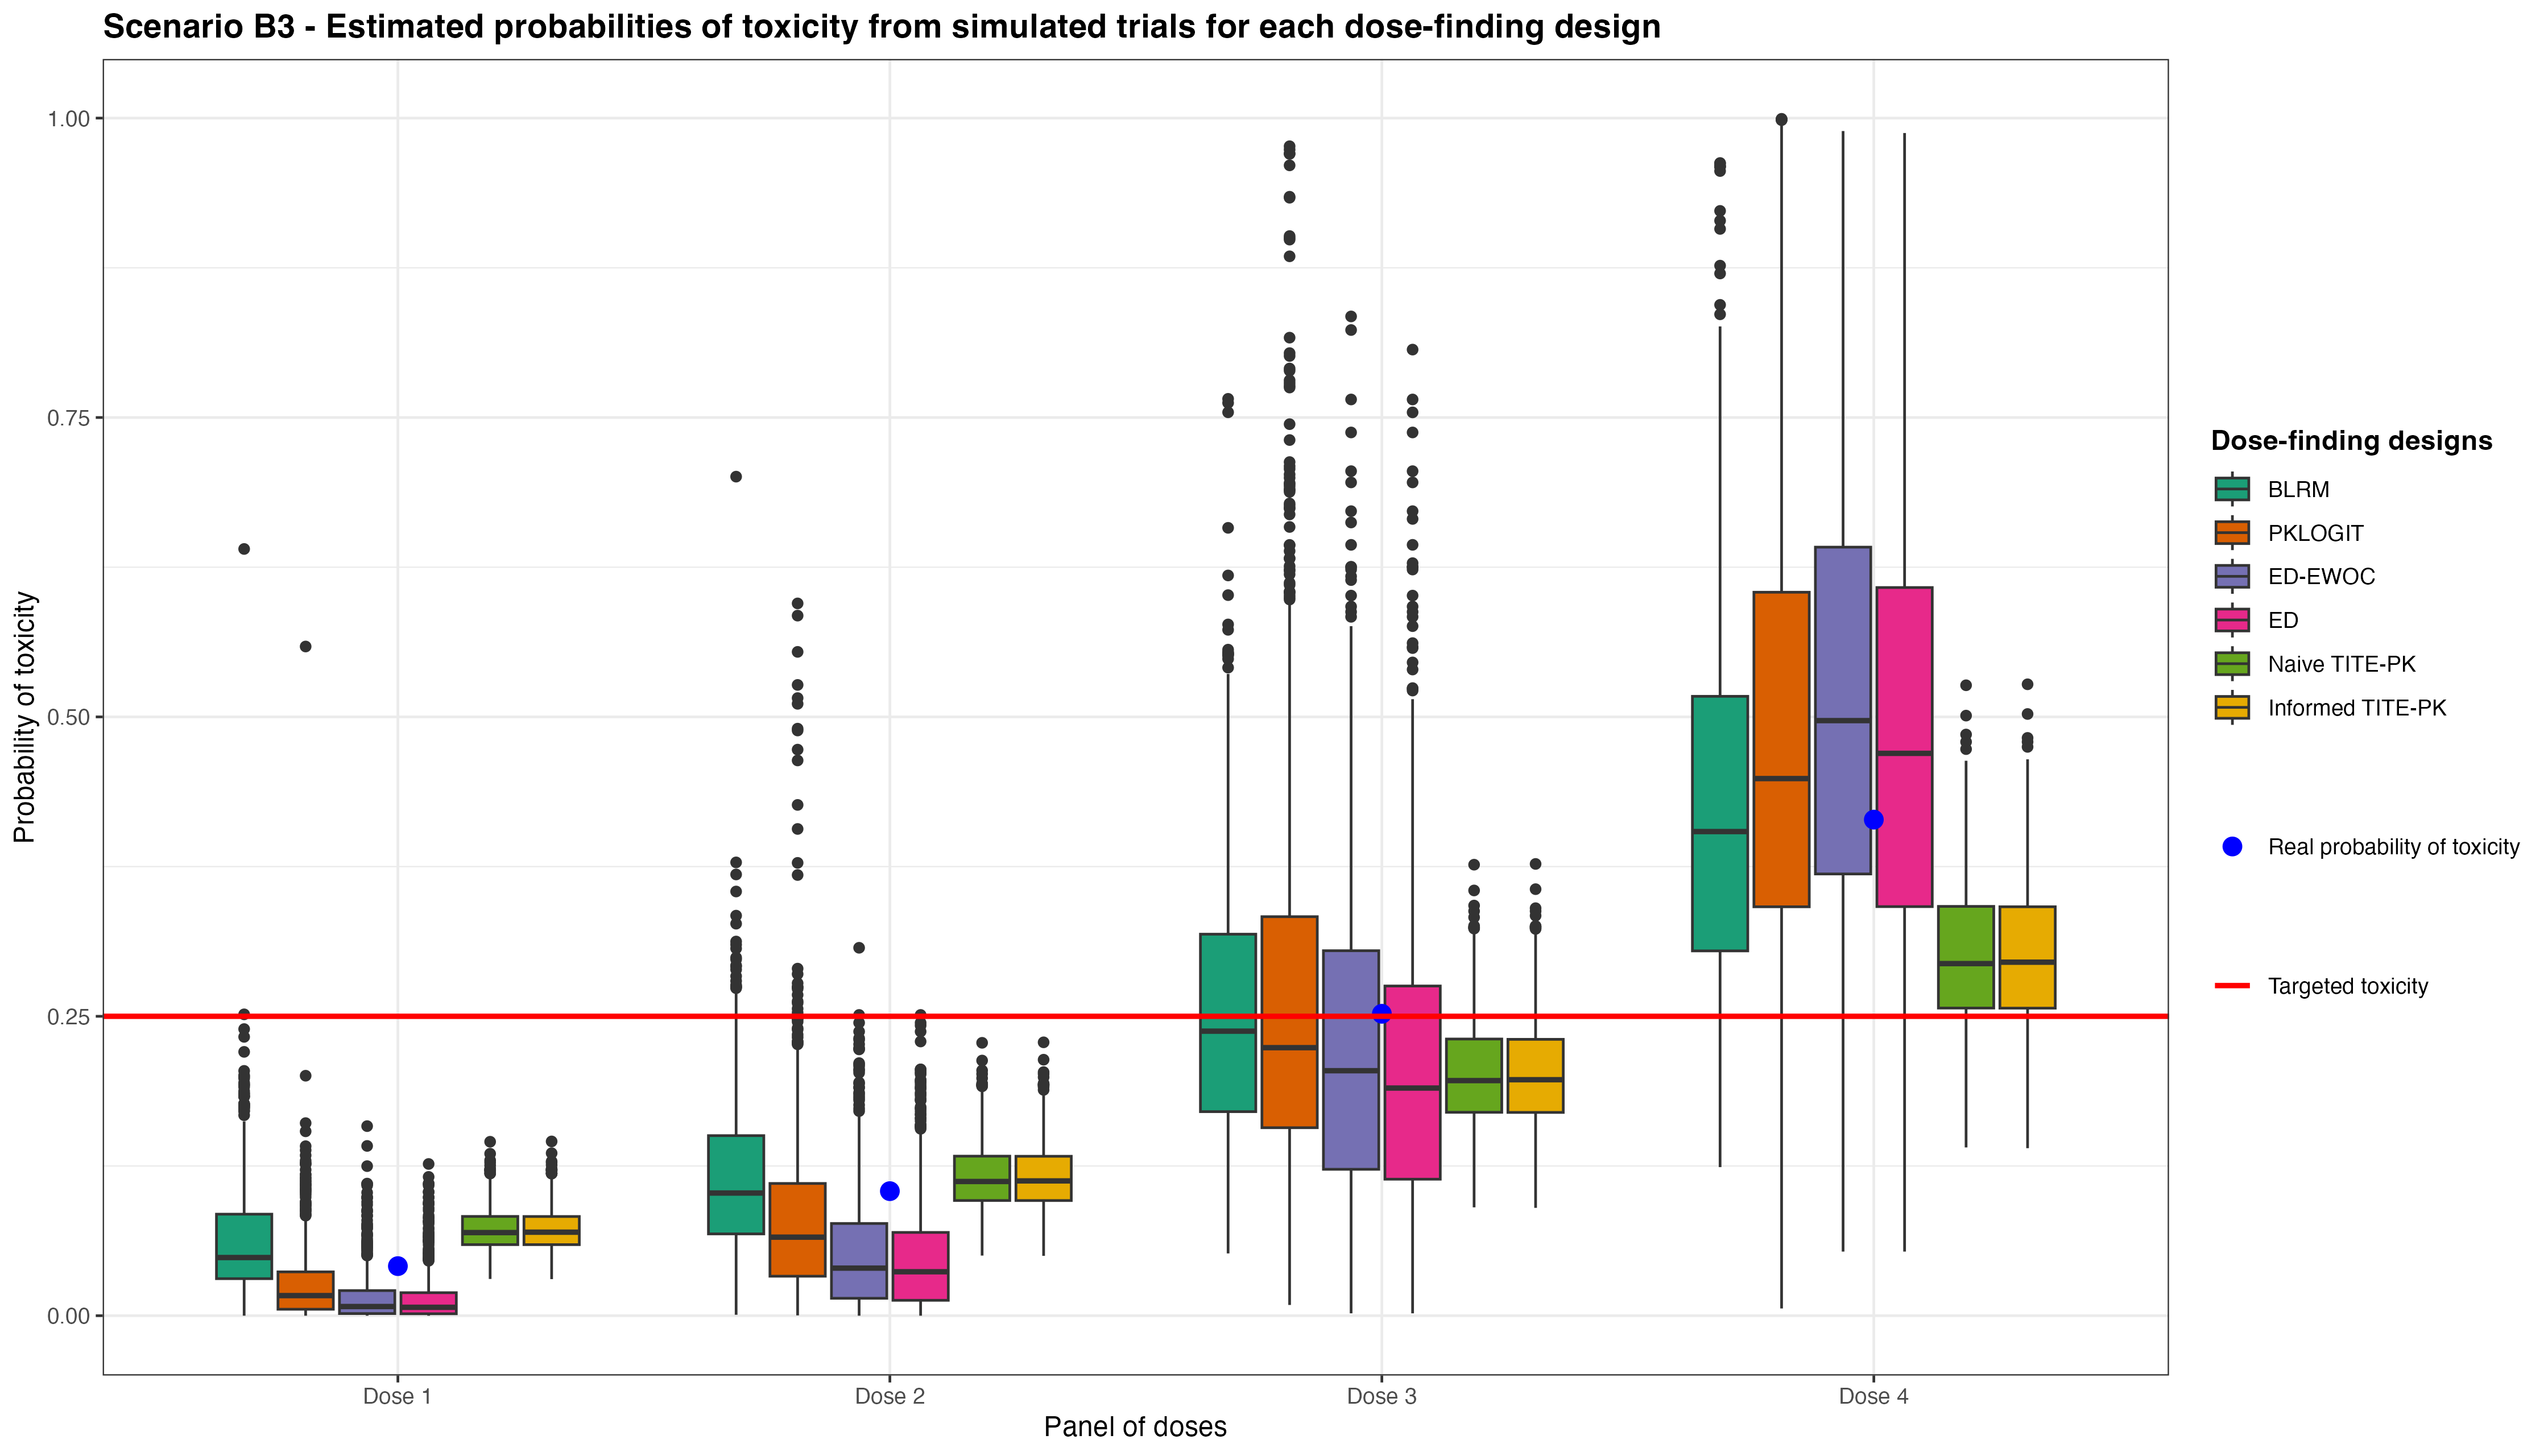 Scenario B3 - Estimated probabilities of toxicity from simulated trials for each dose-finding design
Probability of toxicity
1.00
0.75
0.50
0.25
0.00
Dose 1
Dose 2
Dose 3
Dose 4
Panel of doses
Dose-finding designs
BLRM
PKLOGIT
ED-EWOC
ED
Naive TITE-PK
Informed TITE-PK
Real probability of toxicity
Targeted toxicity